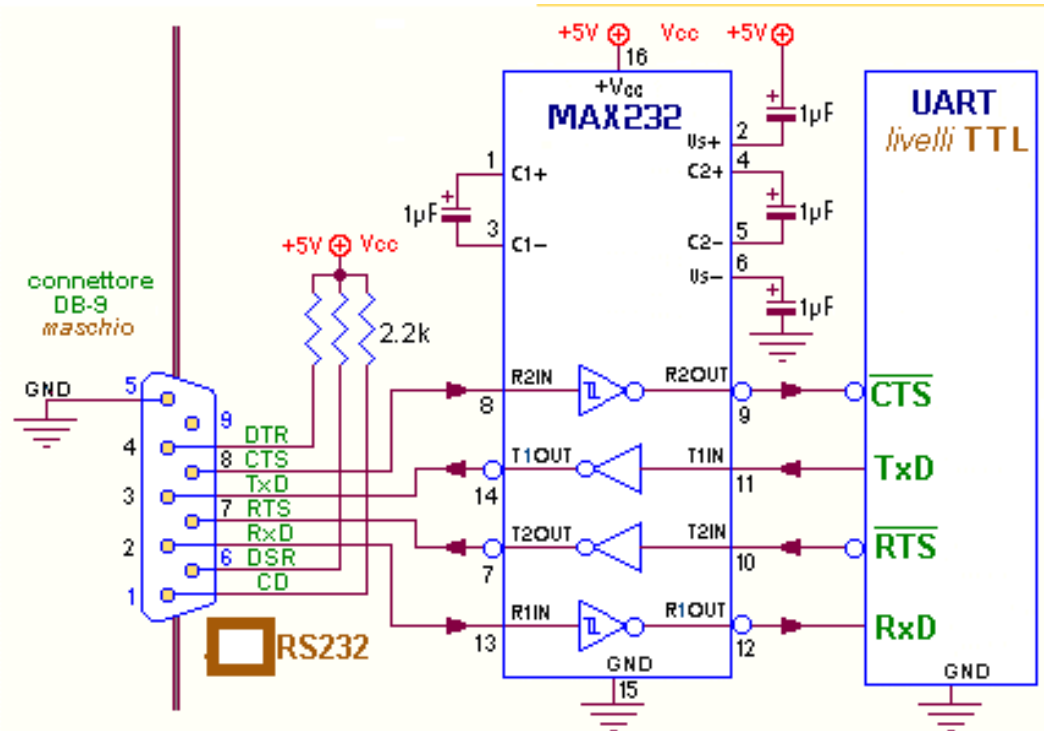 +5V Vcc +5V
16
+Vcc
MAX232
UART
livelli TTL
1µF
2
Vs+
1
C1+
C2+
4
1µF
1µF
3
C1-
C2-
5
+5V Vcc
Vs-
6
1µF
connettore
DB-9
maschio
2.2k
GND
5
9
R2IN
R2OUT
8
9
CTS
4
DTR
8
CTS
T1OUT
T1IN
14
11
TxD
3
TxD
7
RTS
T2OUT
T2IN
7
10
RTS
2
RxD
6
DSR
1
CD
R1IN
R1OUT
13
12
RxD
RS232
GND
15
GND